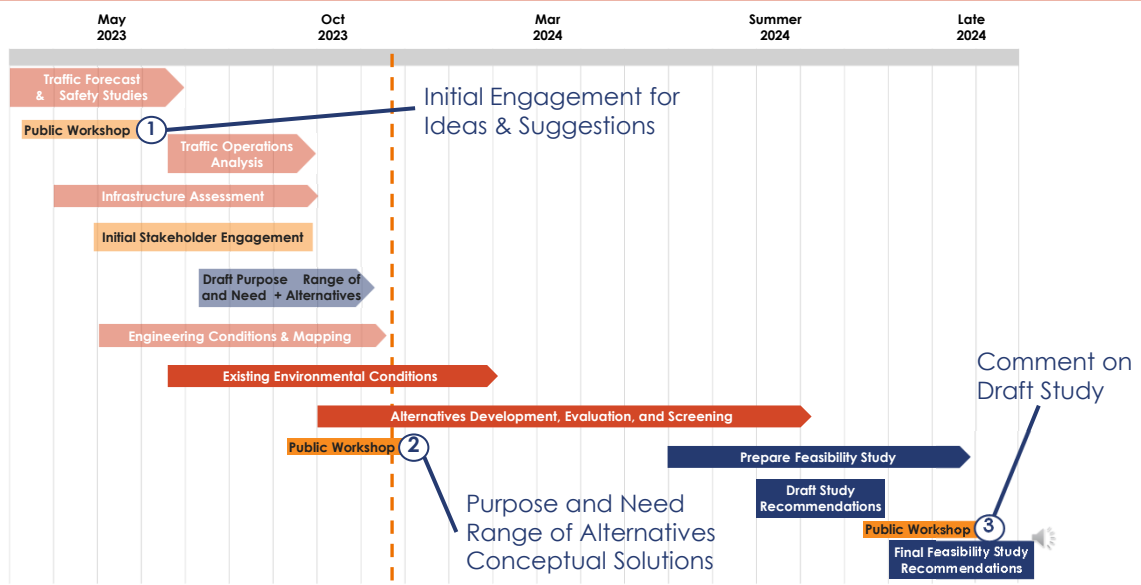 May
2023
Oct
2023
Mar
2024
Summer
2024
Late
2024
Traffic Forecast
& Safety Studies
Initial Engagement for
Ideas & Suggestions
Public Workshop 1
Traffic Operations
Analysis
Infrastructure Assessment
Initial Stakeholder Engagement
Draft Purpose Range of
and Need + Alternatives
Engineering Conditions & Mapping
Comment on
Draft Study
Existing Environmental Conditions
Alternatives Development, Evaluation, and Screening
Public Workshop 2
Prepare Feasibility Study
Draft Study
Recommendations
Purpose and Need
Range of Alternatives
Conceptual Solutions
Public Workshop 3
Final Feasibility Study
Recommendations